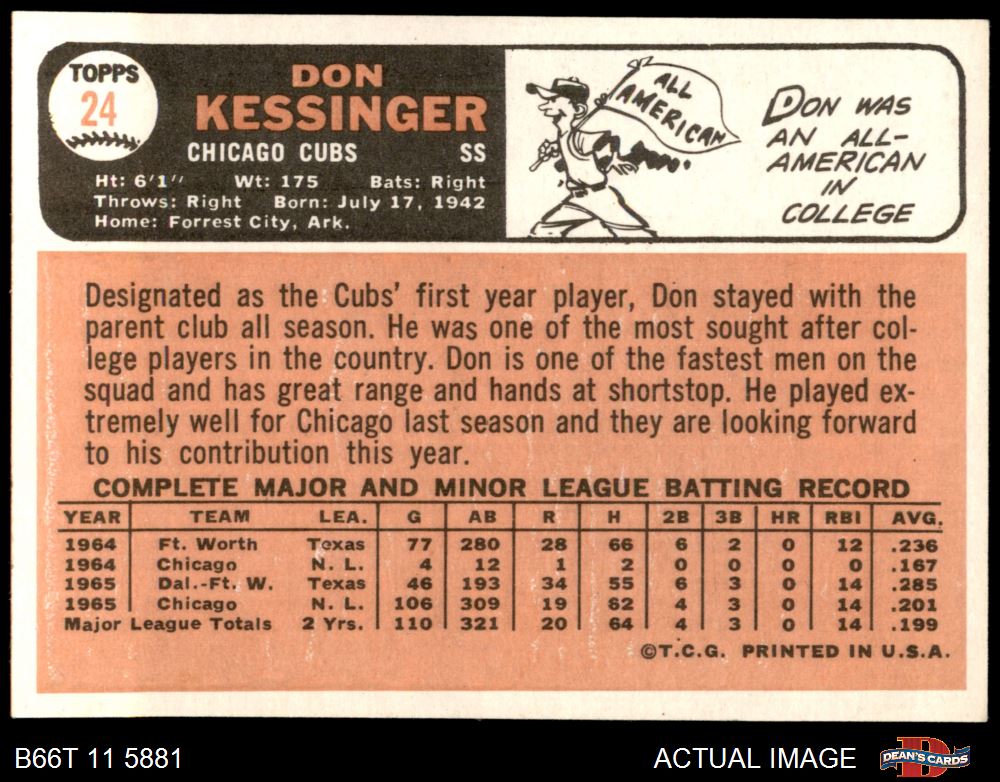 TOPPS
24
DON
KESSINGER
CHICAGO CUBS SS
Ht: 6'1" Wt: 175 Bats: Right
Throws: Right Born: July 17, 1942
Home: Forrest City, Ark.
ALL
AMERICAN
DON WAS
AN ALL-
AMERICAN
IN
COLLEGE
Designated as the Cubs' first year player, Don stayed with the
parent club all season. He was one of the most sought after col-
lege players in the country. Don is one of the fastest men on the
squad and has great range and hands at shortstop. He played ex-
tremely well for Chicago last season and they are looking forward
to his contribution this year.
COMPLETE MAJOR AND MINOR LEAGUE BATTING RECORD
YEAR TEAM LEA. G AB R H 2B 3B HR RBI AVG.
1964 Ft. Worth Texas 77 280 28 66 6 2 0 12 .236
1964 Chicago N. L. 4 12 1 2 0 0 0 0 .167
1965 Dal.-Ft. W. Texas 46 193 34 55 6 3 0 14 .285
1965 Chicago N. L. 106 309 19 62 4 3 0 14 .201
Major League Totals 2 Yrs. 110 321 20 64 4 3 0 14 .199
©T.C.G. PRINTED IN U.S.A.
B66T 11 5881 ACTUAL IMAGE DEAN'S CARDS